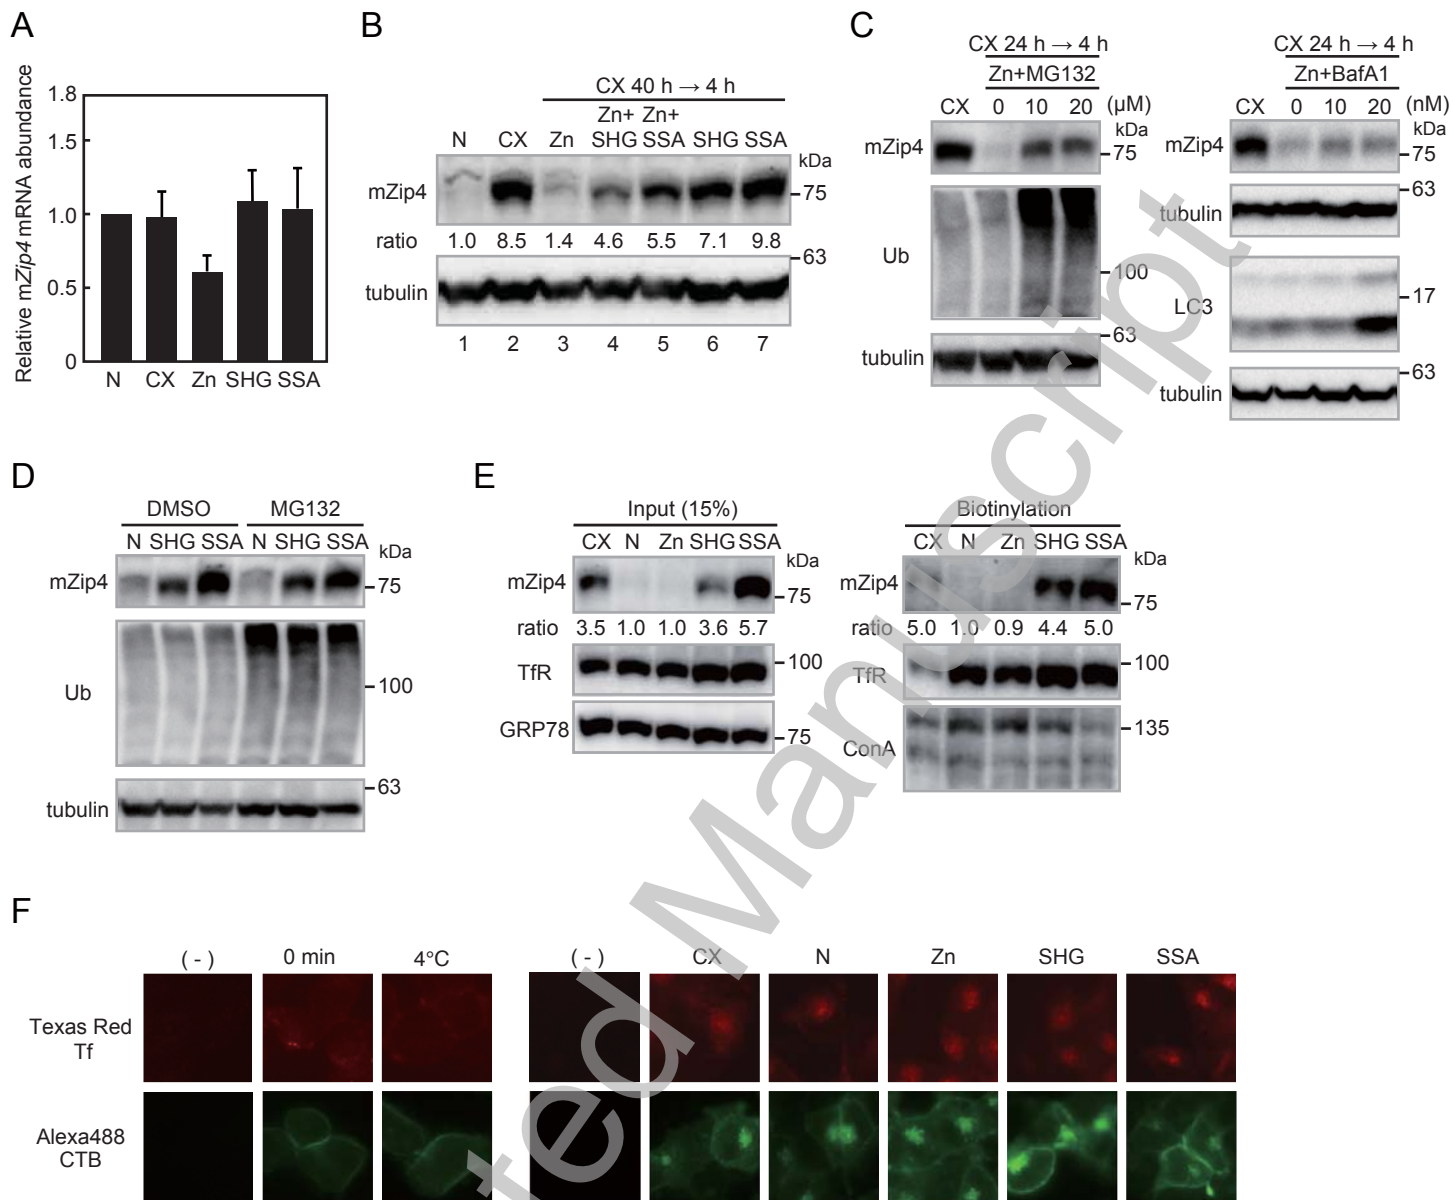 A
Relative mZip4 mRNA abundance
1.8
1.5
1.0
0.5
0
N CX Zn SHG SSA
B
CX 40 h → 4 h
Zn+ Zn+
N CX Zn SHG SSA SHG SSA
kDa
mZip4
75
ratio 1.0 8.5 1.4 4.6 5.5 7.1 9.8
63
tubulin
1 2 3 4 5 6 7
C
CX 24 h → 4 h
Zn+MG132
CX 0 10 20 (μM)
kDa
mZip4
75
Ub
100
63
tubulin
CX 24 h → 4 h
Zn+BafA1
CX 0 10 20 (nM)
kDa
mZip4
75
63
tubulin
17
LC3
63
tubulin
D
DMSO MG132
N SHG SSA N SHG SSA
kDa
mZip4
75
Ub
100
63
tubulin
E
Input (15%)
CX N Zn SHG SSA
kDa
mZip4
75
ratio 3.5 1.0 1.0 3.6 5.7
100
TfR
GRP78
75
Biotinylation
CX N Zn SHG SSA
kDa
mZip4
75
ratio 5.0 1.0 0.9 4.4 5.0
100
TfR
135
ConA
F
( - ) 0 min 4°C ( - ) CX N Zn SHG SSA
Texas Red
Tf
Alexa488
CTB
ted Manuscript